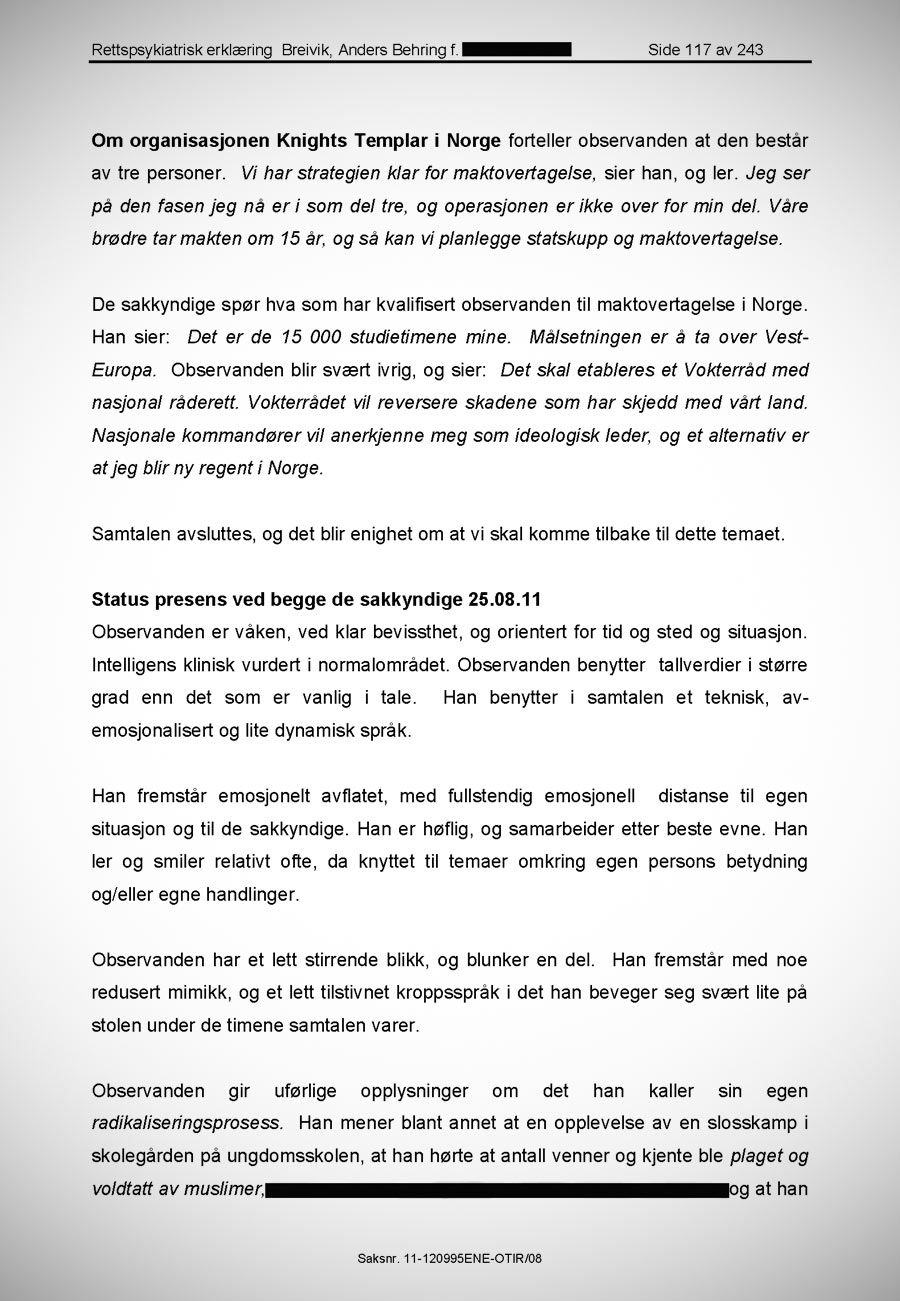 Rettspsykiatrisk erklæring Breivik, Anders Behring f. Side 117 av 243
Om organisasjonen Knights Templar i Norge forteller observanden at den består
av tre personer. Vi har strategien klar for maktovertagelse, sier han, og ler. Jeg ser
på den fasen jeg nå er i som del tre, og operasjonen er ikke over for min del. Våre
brødre tar makten om 15 år, og så kan vi planlegge statskupp og maktovertagelse.
De sakkyndige spør hva som har kvalifisert observanden til maktovertagelse i Norge.
Han sier: Det er de 15 000 studietimene mine. Målsetningen er å ta over Vest-
Europa. Observanden blir svært ivrig, og sier: Det skal etableres et Vokterråd med
nasjonal råderett. Vokterrådet vil reversere skadene som har skjedd med vårt land.
Nasjonale kommandører vil anerkjenne meg som ideologisk leder, og et alternativ er
at jeg blir ny regent i Norge.
Samtalen avsluttes, og det blir enighet om at vi skal komme tilbake til dette temaet.
Status presens ved begge de sakkyndige 25.08.11
Observanden er våken, ved klar bevissthet, og orientert for tid og sted og situasjon.
Intelligens klinisk vurdert i normalområdet. Observanden benytter tallverdier i større
grad enn det som er vanlig i tale. Han benytter i samtalen et teknisk, av-
emosjonalisert og lite dynamisk språk.
Han fremstår emosjonelt avflatet, med fullstendig emosjonell distanse til egen
situasjon og til de sakkyndige. Han er høflig, og samarbeider etter beste evne. Han
ler og smiler relativt ofte, da knyttet til temaer omkring egen persons betydning
og/eller egne handlinger.
Observanden har et lett stirrende blikk, og blunker en del. Han fremstår med noe
redusert mimikk, og et lett tilstivnet kroppsspråk i det han beveger seg svært lite på
stolen under de timene samtalen varer.
Observanden gir uførlige opplysninger om det han kaller sin egen
radikaliseringsprosess. Han mener blant annet at en opplevelse av en slosskamp i
skolegården på ungdomsskolen, at han hørte at antall venner og kjente ble plaget og
voldtatt av muslimer, og at han
Saksnr. 11-120995ENE-OTIR/08